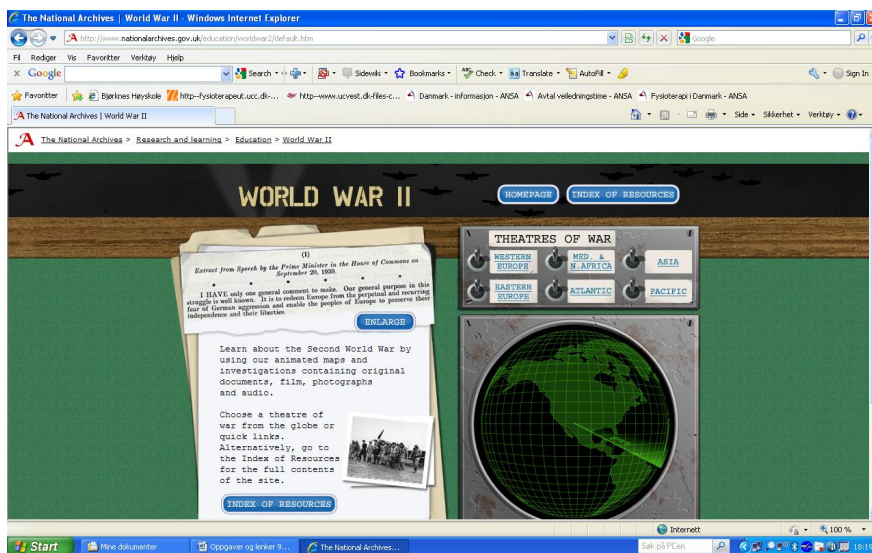 The National Archives | World War II - Windows Internet Explorer
http://www.nationalarchives.gov.uk/education/worldwar2/default.htm
Google
Fil Rediger Vis Favoritter Verktøy Hjelp
x Google Search Sidewiki Bookmarks Check Translate AutoFill Sign In
Favoritter Bjørknes Høyskole http--fysioterapeut.ucc.dk-... http--www.ucvest.dk-files-c... Danmark - informasjon - ANSA Avtal veiledningstime - ANSA Fysioterapi i Danmark - ANSA
The National Archives | World War II
Side Sikkerhet Verktøy
The National Archives > Research and learning > Education > World War II
WORLD WAR II
HOMEPAGE
INDEX OF RESOURCES
(1)
Extract from Speech by the Prime Minister in the House of Commons on
September 20, 1939.
I HAVE only one general comment to make. Our general purpose in this
struggle is well known. It is to redeem Europe from the perpetual and recurring
fear of German aggression and enable the peoples of Europe to preserve their
independence and their liberties.
ENLARGE
Learn about the Second World War by
using our animated maps and
investigations containing original
documents, film, photographs
and audio.
Choose a theatre of
war from the globe or
quick links.
Alternatively, go to
the Index of Resources
for the full contents
of the site.
INDEX OF RESOURCES
THEATRES OF WAR
WESTERN
EUROPE
MED. &
N.AFRICA
ASIA
EASTERN
EUROPE
ATLANTIC
PACIFIC
Internett
100 %
Start
Mine dokumenter
Oppgaver og lenker 9...
The National Archives...
Søk på PCen
18:19